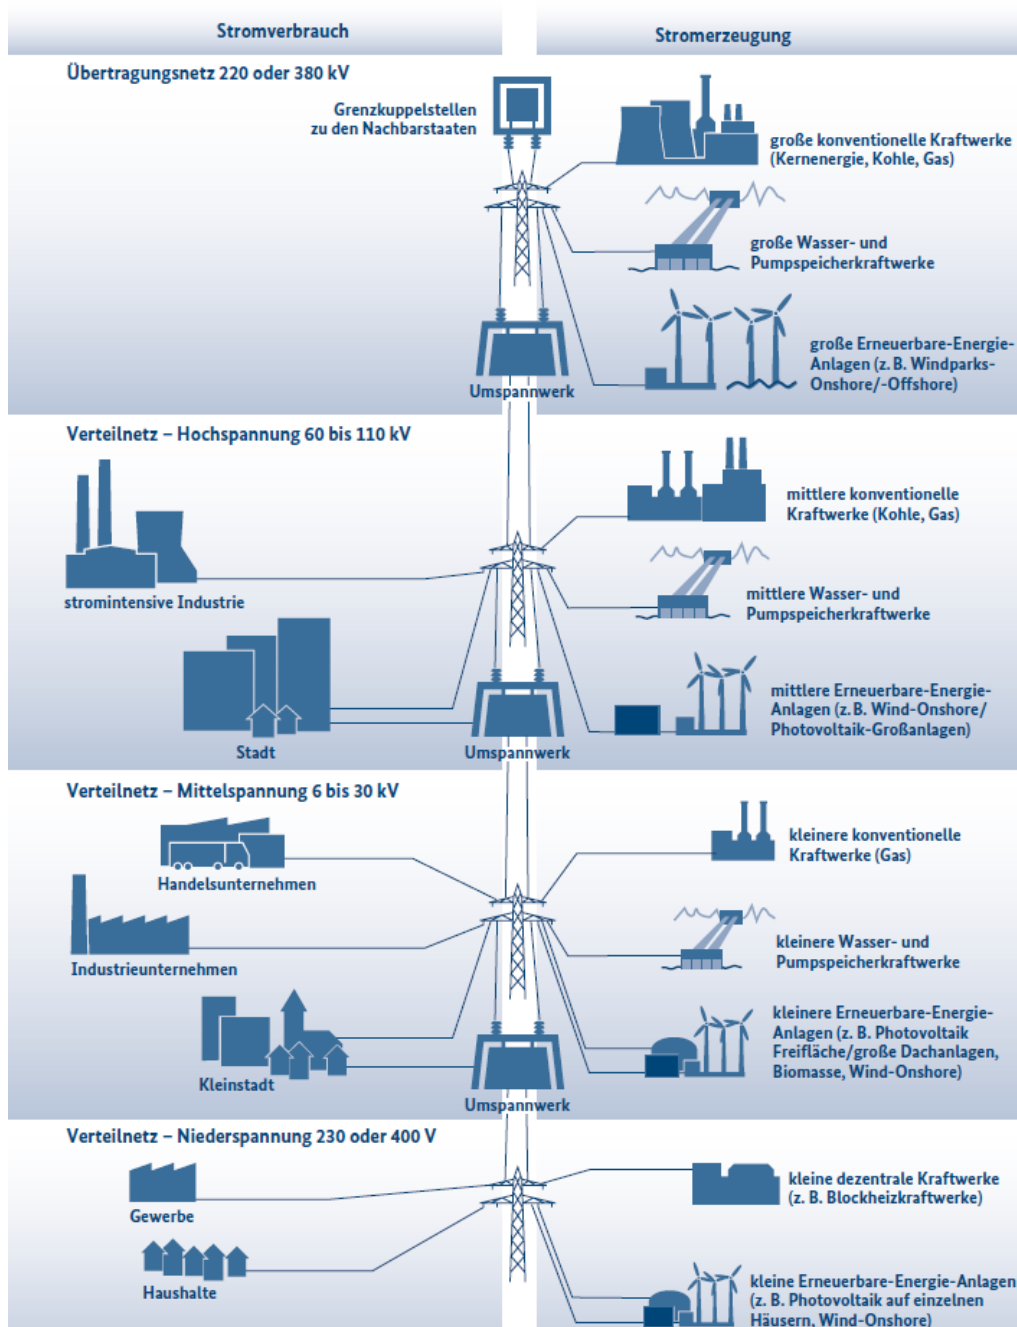 Stromverbrauch
Stromerzeugung
Übertragungsnetz 220 oder 380 kV
Grenzkuppelstellen
zu den Nachbarstaaten
große konventionelle Kraftwerke
(Kernenergie, Kohle, Gas)
große Wasser- und
Pumpspeicherkraftwerke
große Erneuerbare-Energie-
Anlagen (z. B. Windparks-
Onshore/-Offshore)
Umspannwerk
Verteilnetz – Hochspannung 60 bis 110 kV
stromintensive Industrie
Stadt
mittlere konventionelle
Kraftwerke (Kohle, Gas)
mittlere Wasser- und
Pumpspeicherkraftwerke
mittlere Erneuerbare-Energie-
Anlagen (z. B. Wind-Onshore/
Photovoltaik-Großanlagen)
Umspannwerk
Verteilnetz – Mittelspannung 6 bis 30 kV
Handelsunternehmen
Industrieunternehmen
Kleinstadt
kleinere konventionelle
Kraftwerke (Gas)
kleinere Wasser- und
Pumpspeicherkraftwerke
kleinere Erneuerbare-Energie-
Anlagen (z. B. Photovoltaik
Freifläche/große Dachanlagen,
Biomasse, Wind-Onshore)
Umspannwerk
Verteilnetz – Niederspannung 230 oder 400 V
Gewerbe
Haushalte
kleine dezentrale Kraftwerke
(z. B. Blockheizkraftwerke)
kleine Erneuerbare-Energie-Anlagen
(z. B. Photovoltaik auf einzelnen
Häusern, Wind-Onshore)